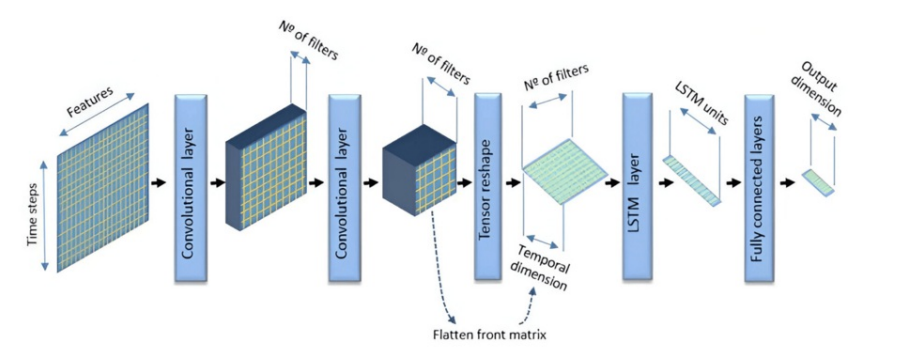 Features
Time steps
Convolutional layer
Nº of filters
Convolutional layer
Nº of filters
Tensor reshape
Nº of filters
Temporal
dimension
Flatten front matrix
LSTM layer
LSTM units
Fully connected layers
Output
dimension